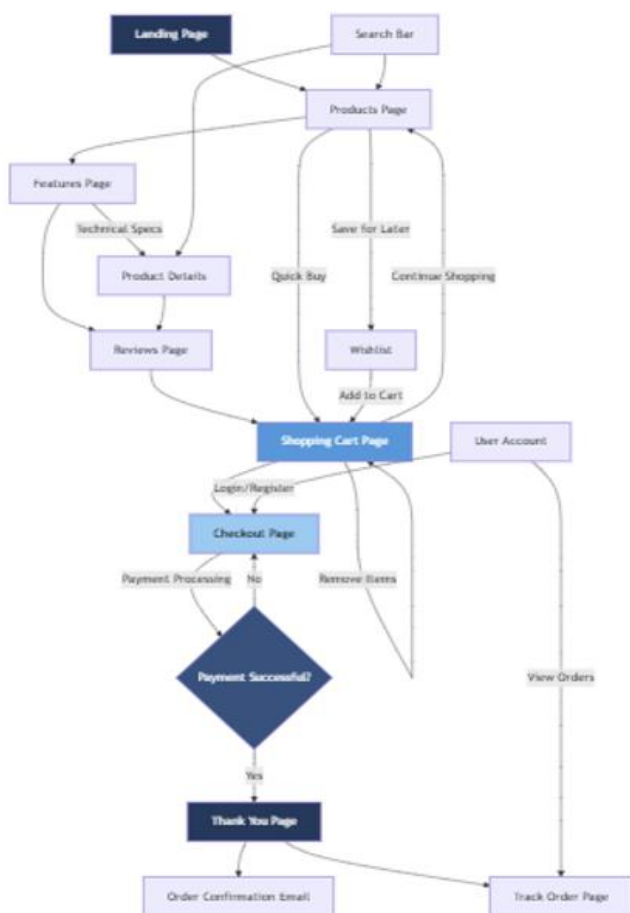 Landing Page
Search Bar
Products Page
Features Page
Technical Specs
Save for Later
Product Details
Quick Buy
Continue Shopping
Reviews Page
Wishlist
Add to Cart
Shopping Cart Page
User Account
Login/Register
Checkout Page
Payment Processing
No
Remove Items
Payment Successful?
View Orders
Yes
Thank You Page
Order Confirmation Email
Track Order Page